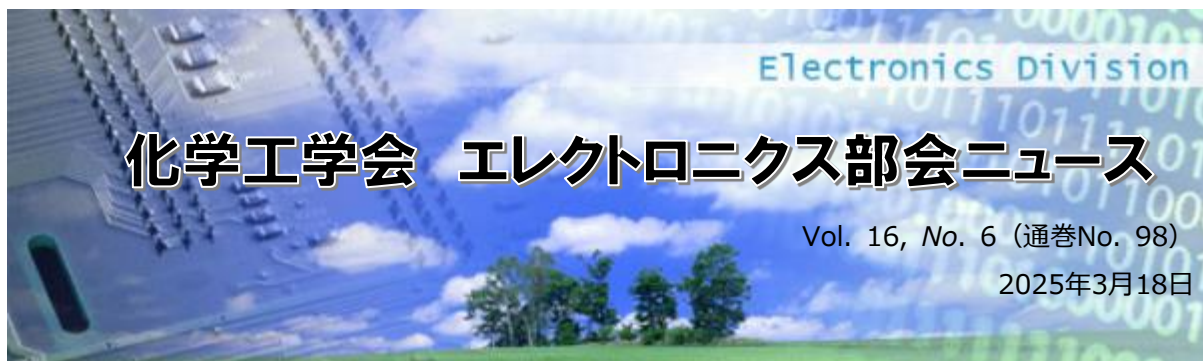 Electronics Division
化学工学会 エレクトロニクス部会ニュース
Vol. 16, No. 6（通巻No. 98）
2025年3月18日